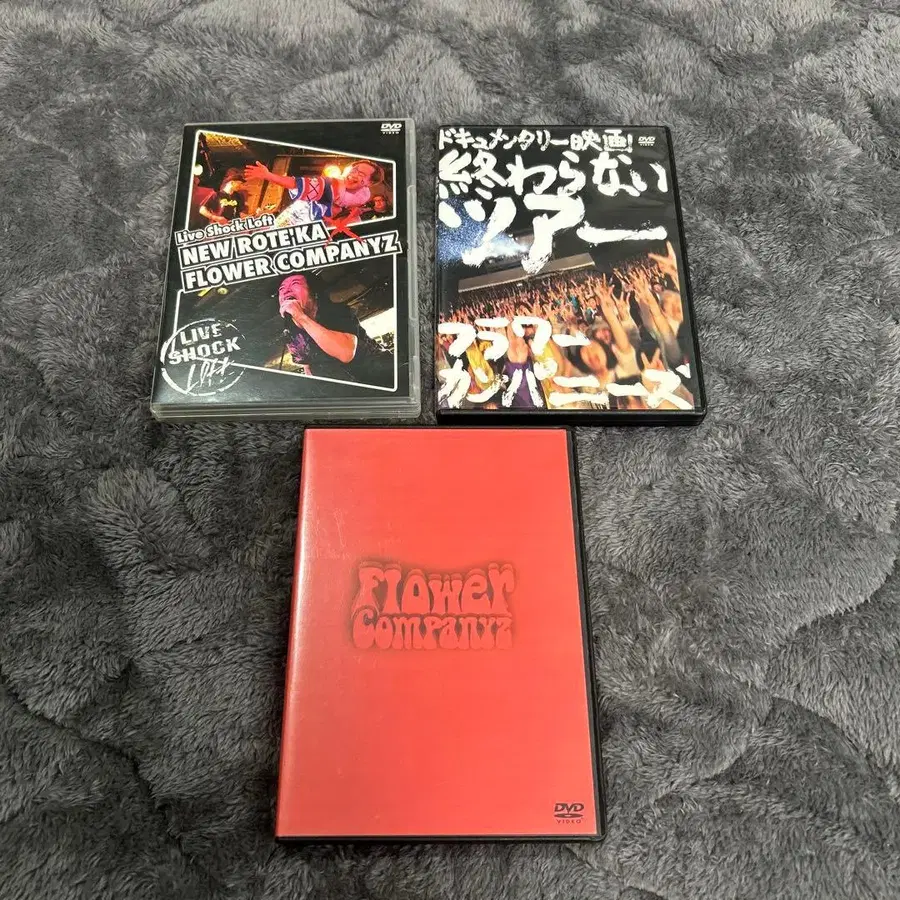 DVD
VIDEO
Live Shock Loft
NEW ROTE'KA
FLOWER COMPANYZ
LIVE
SHOCK
LOFT
ドキュメンタリー映画!
DVD
VIDEO
終わらない
ツアー
フラワー
カンパニーズ
Flower
Companyz
DVD
VIDEO